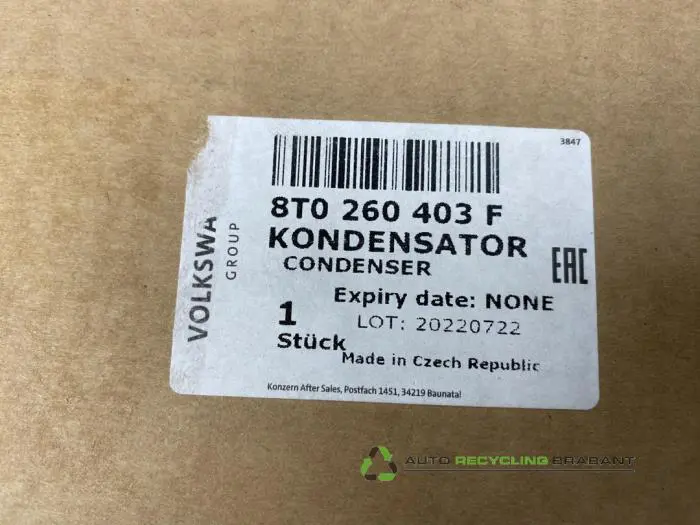 3847
VOLKSWA
GROUP
8T0 260 403 F
KONDENSATOR
CONDENSER
EAC
Expiry date: NONE
1
LOT: 20220722
Stück
Made in Czech Republic
Konzern After Sales, Postfach 1451, 34219 Baunatal
AUTO RECYCLING BRABANT